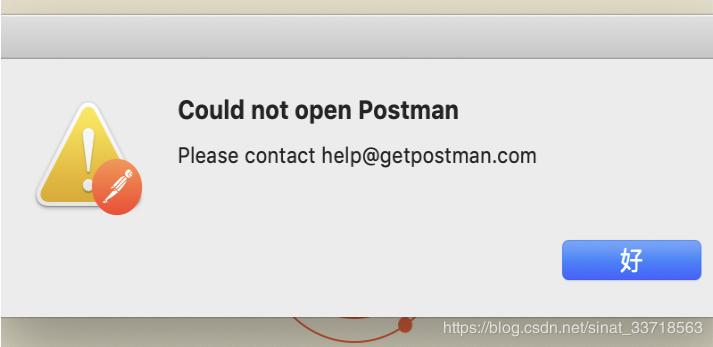 Could not open Postman
Please contact help@getpostman.com
好
https://blog.csdn.net/sinat_33718563